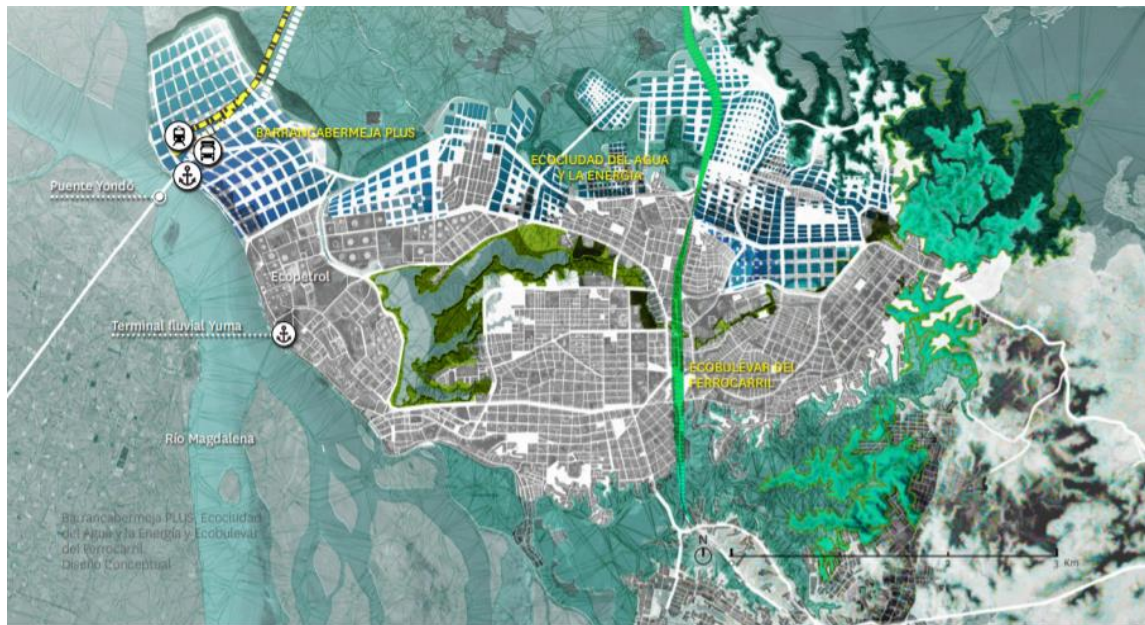 BARRANCABERMEJA PLUS
ECOCIUDAD DEL AGUA
Y LA ENERGÍA
Puente Yondó
Ecopetrol
Terminal fluvial Yuma
ECOBULEVAR DEL
FERROCARRIL
Río Magdalena
Barrancabermeja PLUS, Ecociudad
del Agua y la Energía y Ecobulevar
del Ferrocarril
Diseño Conceptual
N
2
3
Km